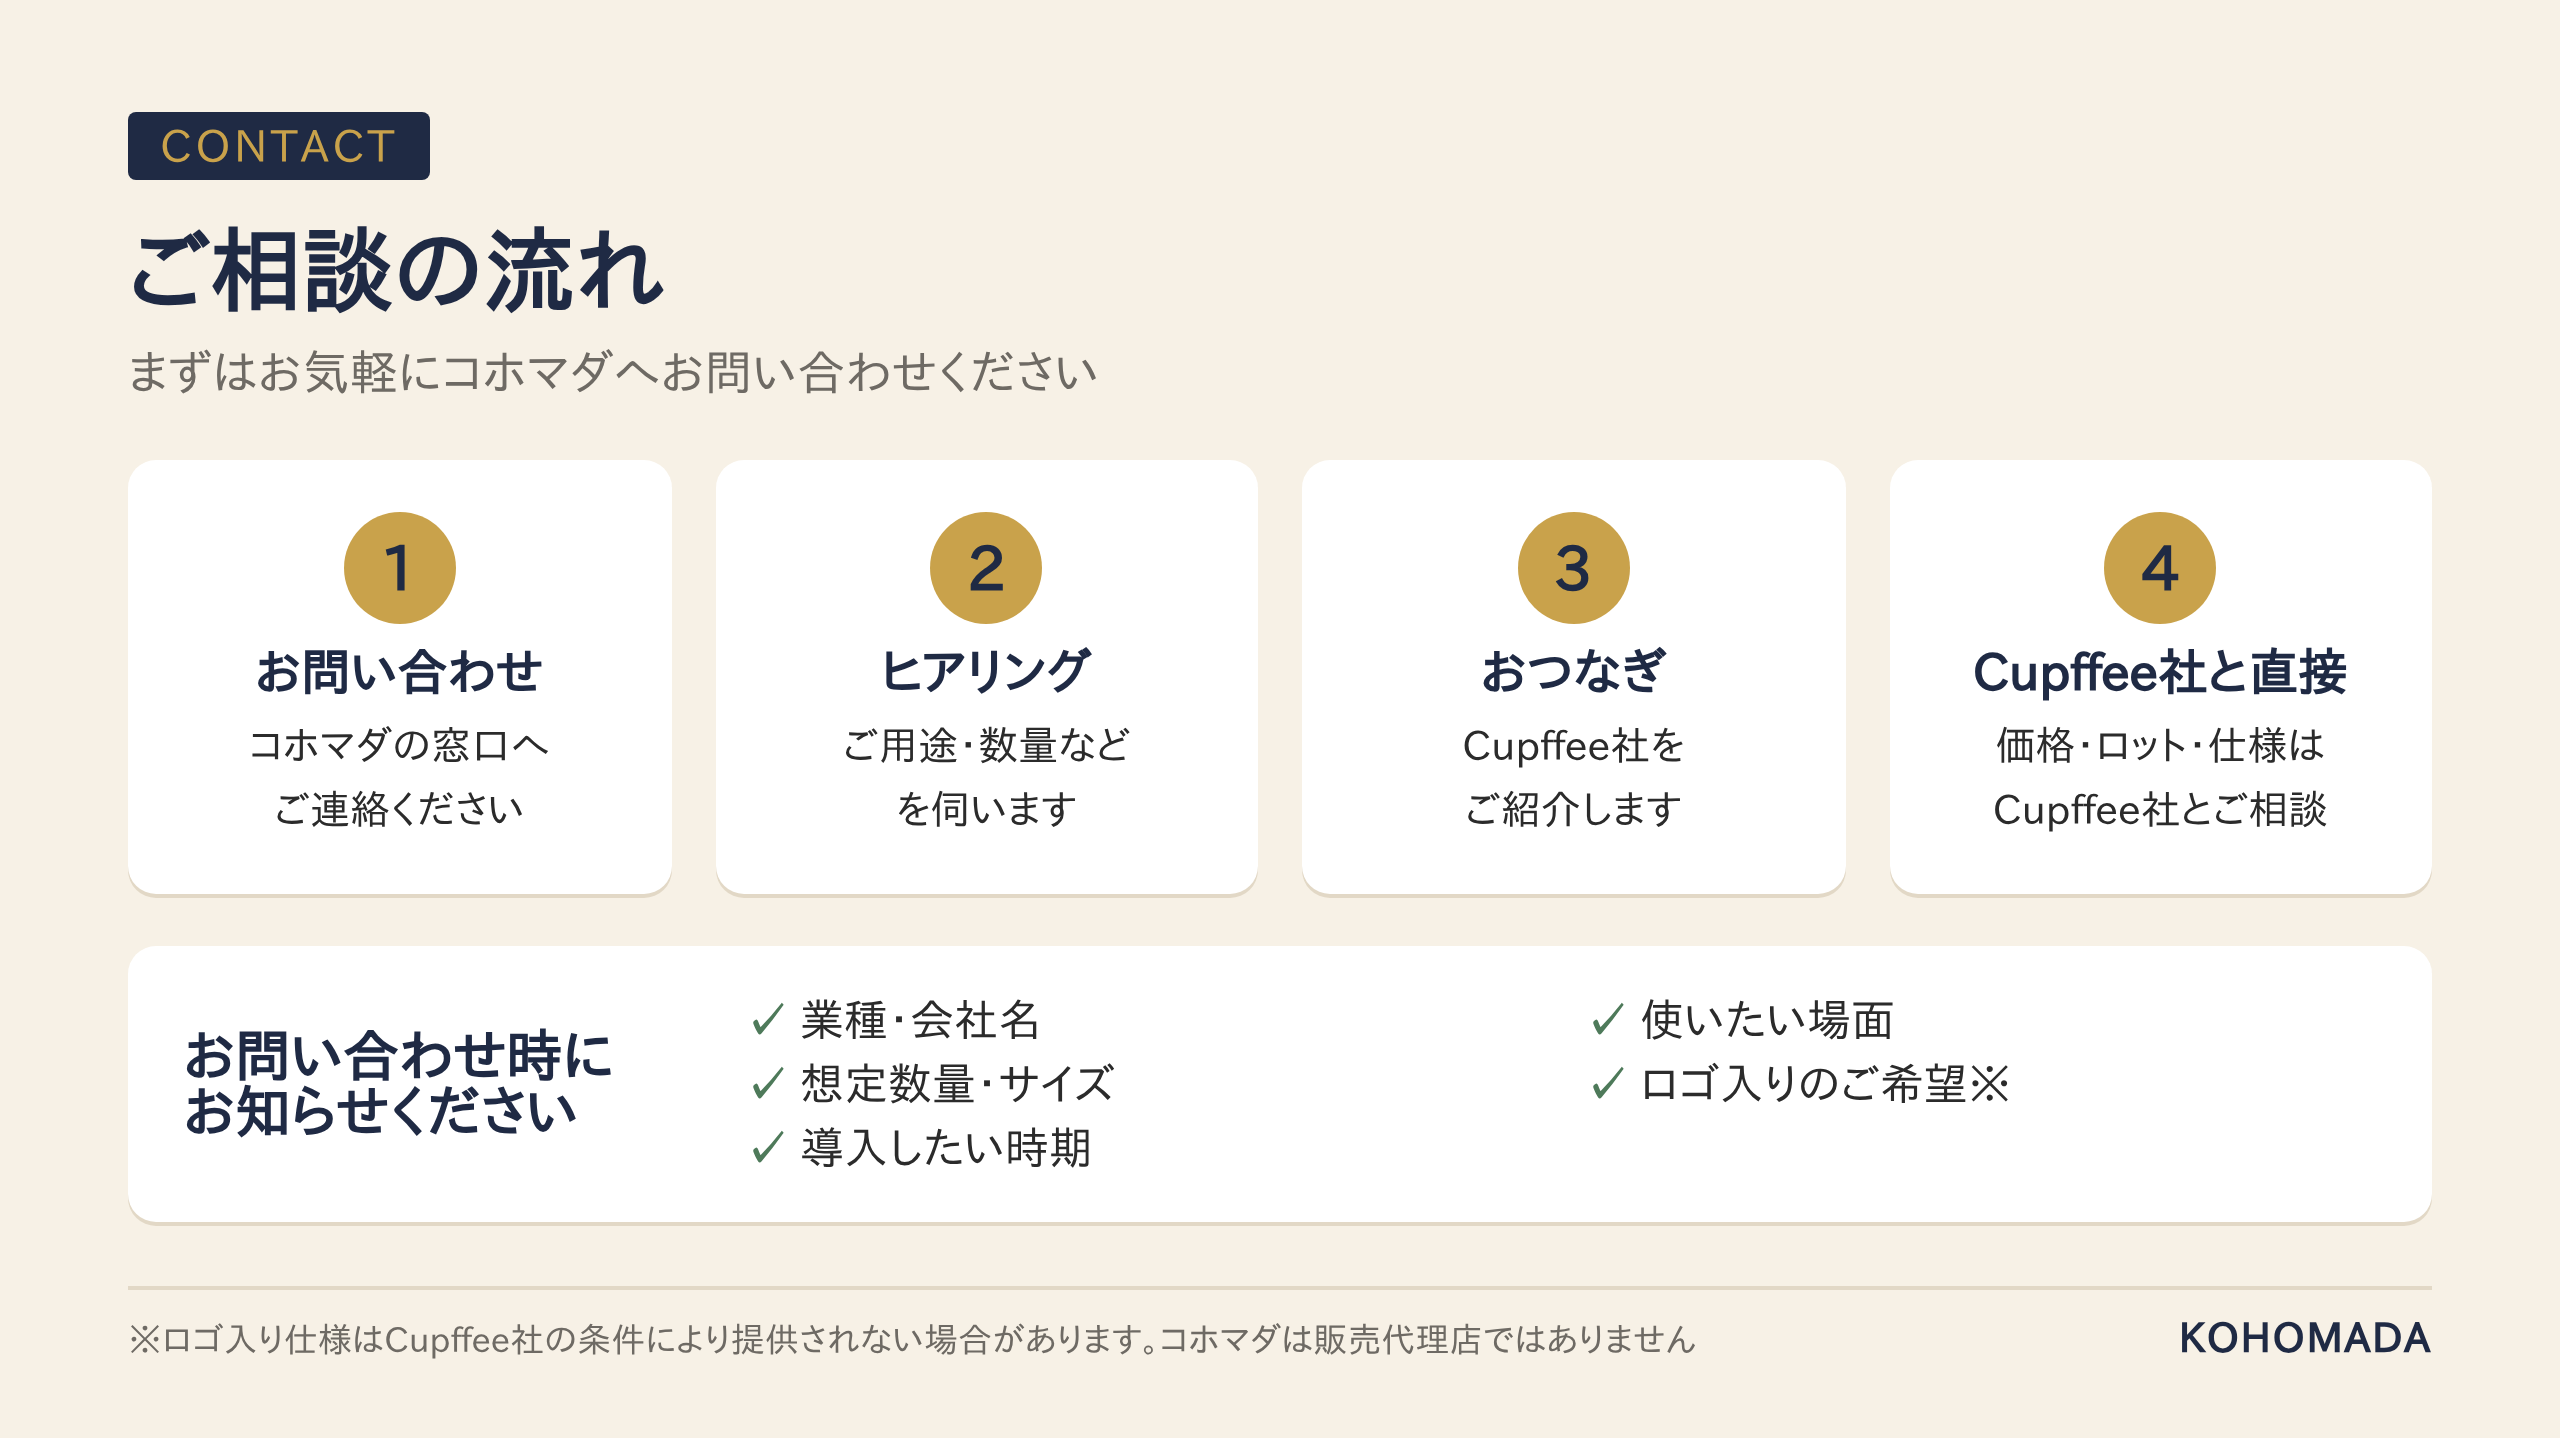 CONTACT
ご相談の流れ
まずはお気軽にコホマダへお問い合わせください
1
お問い合わせ
コホマダの窓口へ
ご連絡ください
2
ヒアリング
ご用途・数量など
を伺います
3
おつなぎ
Cupffee社を
ご紹介します
4
Cupffee社と直接
価格・ロット・仕様は
Cupffee社とご相談
お問い合わせ時に
お知らせください
✓ 業種・会社名
✓ 想定数量・サイズ
✓ 導入したい時期
✓ 使いたい場面
✓ ロゴ入りのご希望※
※ロゴ入り仕様はCupffee社の条件により提供されない場合があります。コホマダは販売代理店ではありません
KOHOMADA